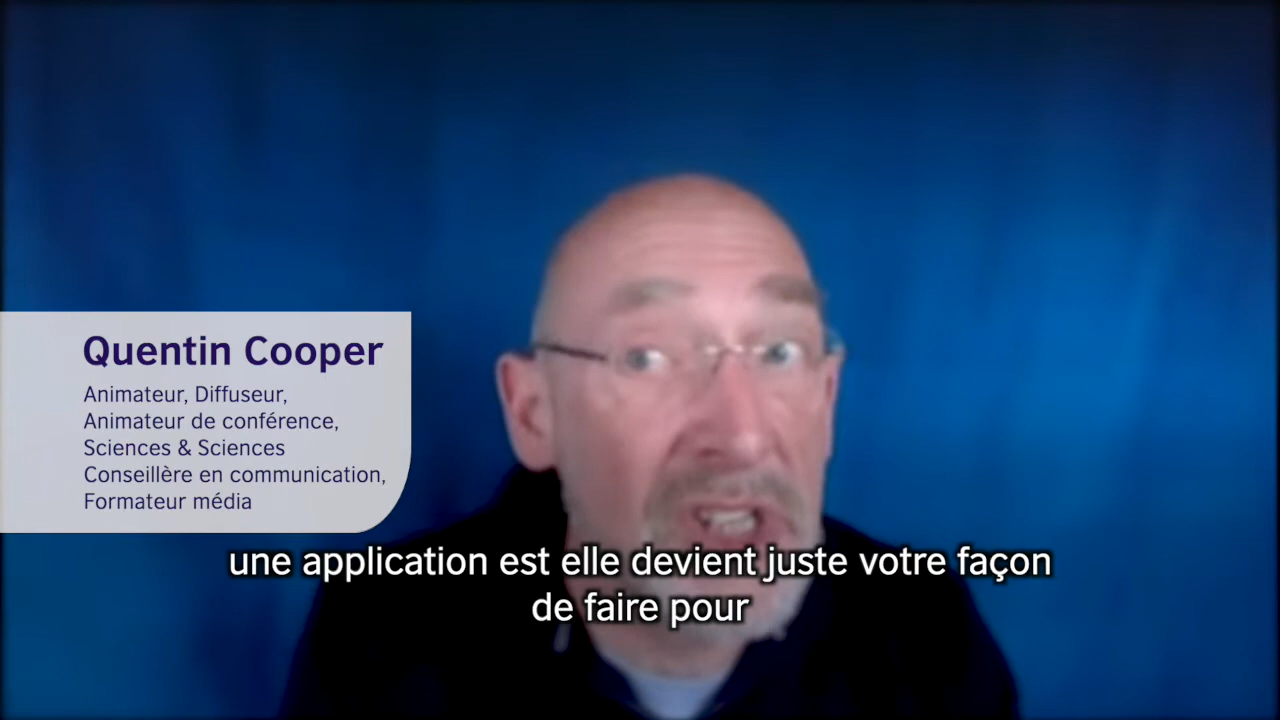 Quentin Cooper
Animateur, Diffuseur,
Animateur de conférence,
Sciences & Sciences
Conseillère en communication,
Formateur média
une application est elle devient juste votre façon
de faire pour